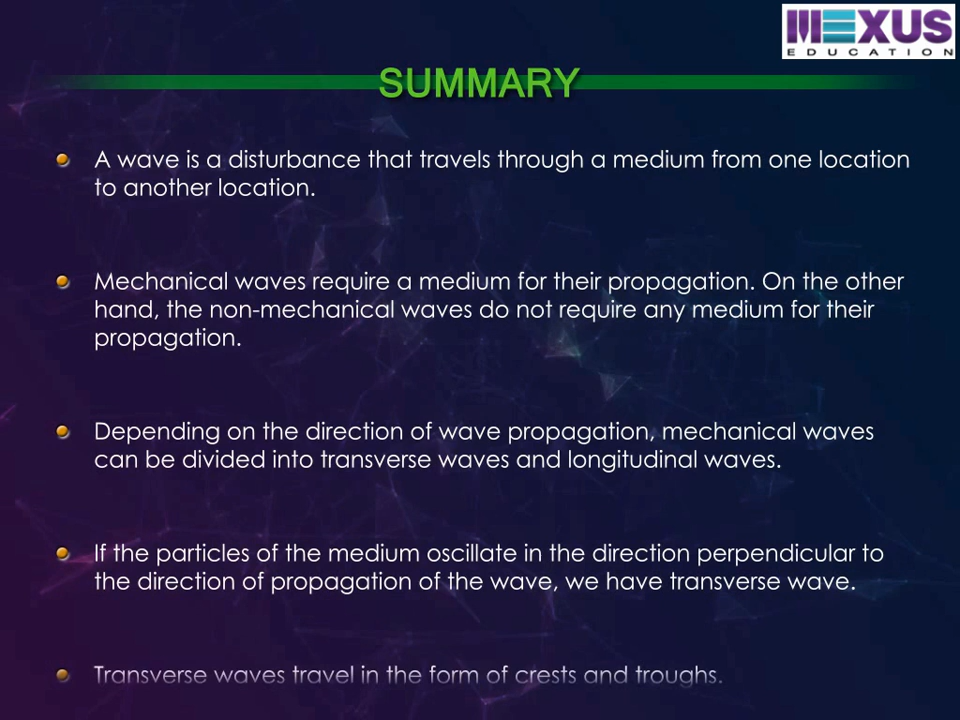 MEXUS
EDUCATION
SUMMARY
A wave is a disturbance that travels through a medium from one location
to another location.
Mechanical waves require a medium for their propagation. On the other
hand, the non-mechanical waves do not require any medium for their
propagation.
Depending on the direction of wave propagation, mechanical waves
can be divided into transverse waves and longitudinal waves.
If the particles of the medium oscillate in the direction perpendicular to
the direction of propagation of the wave, we have transverse wave.
Transverse waves travel in the form of crests and troughs.